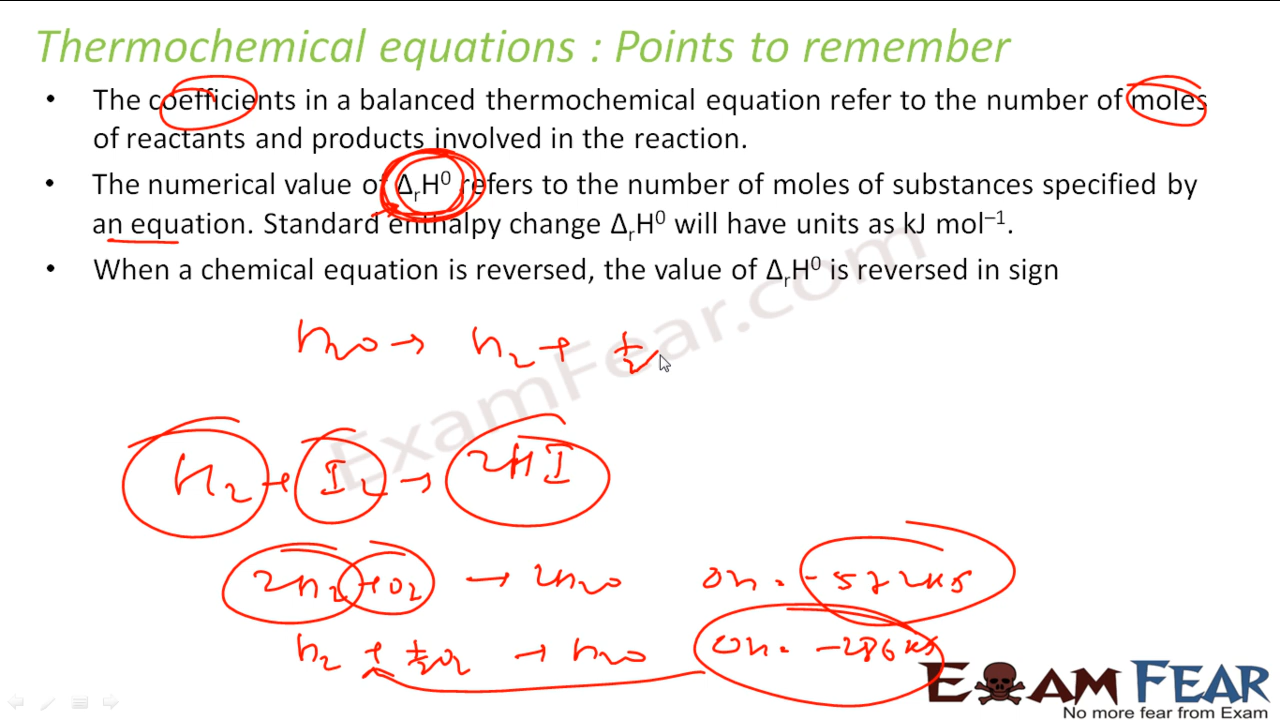 Thermochemical equations : Points to remember
• The coefficients in a balanced thermochemical equation refer to the number of moles
of reactants and products involved in the reaction.
• The numerical value of ΔrH⁰ refers to the number of moles of substances specified by
an equation. Standard enthalpy change ΔrH⁰ will have units as kJ mol⁻¹.
• When a chemical equation is reversed, the value of ΔrH⁰ is reversed in sign
H₂O → H₂ + 1/2
H₂ + I₂ → 2HI
2H₂ + O₂ → 2H₂O ΔH = -572 kJ
H₂ + 1/2 O₂ → H₂O ΔH = -286 kJ
ExamFear.com
EXAM FEAR
No more fear from Exam